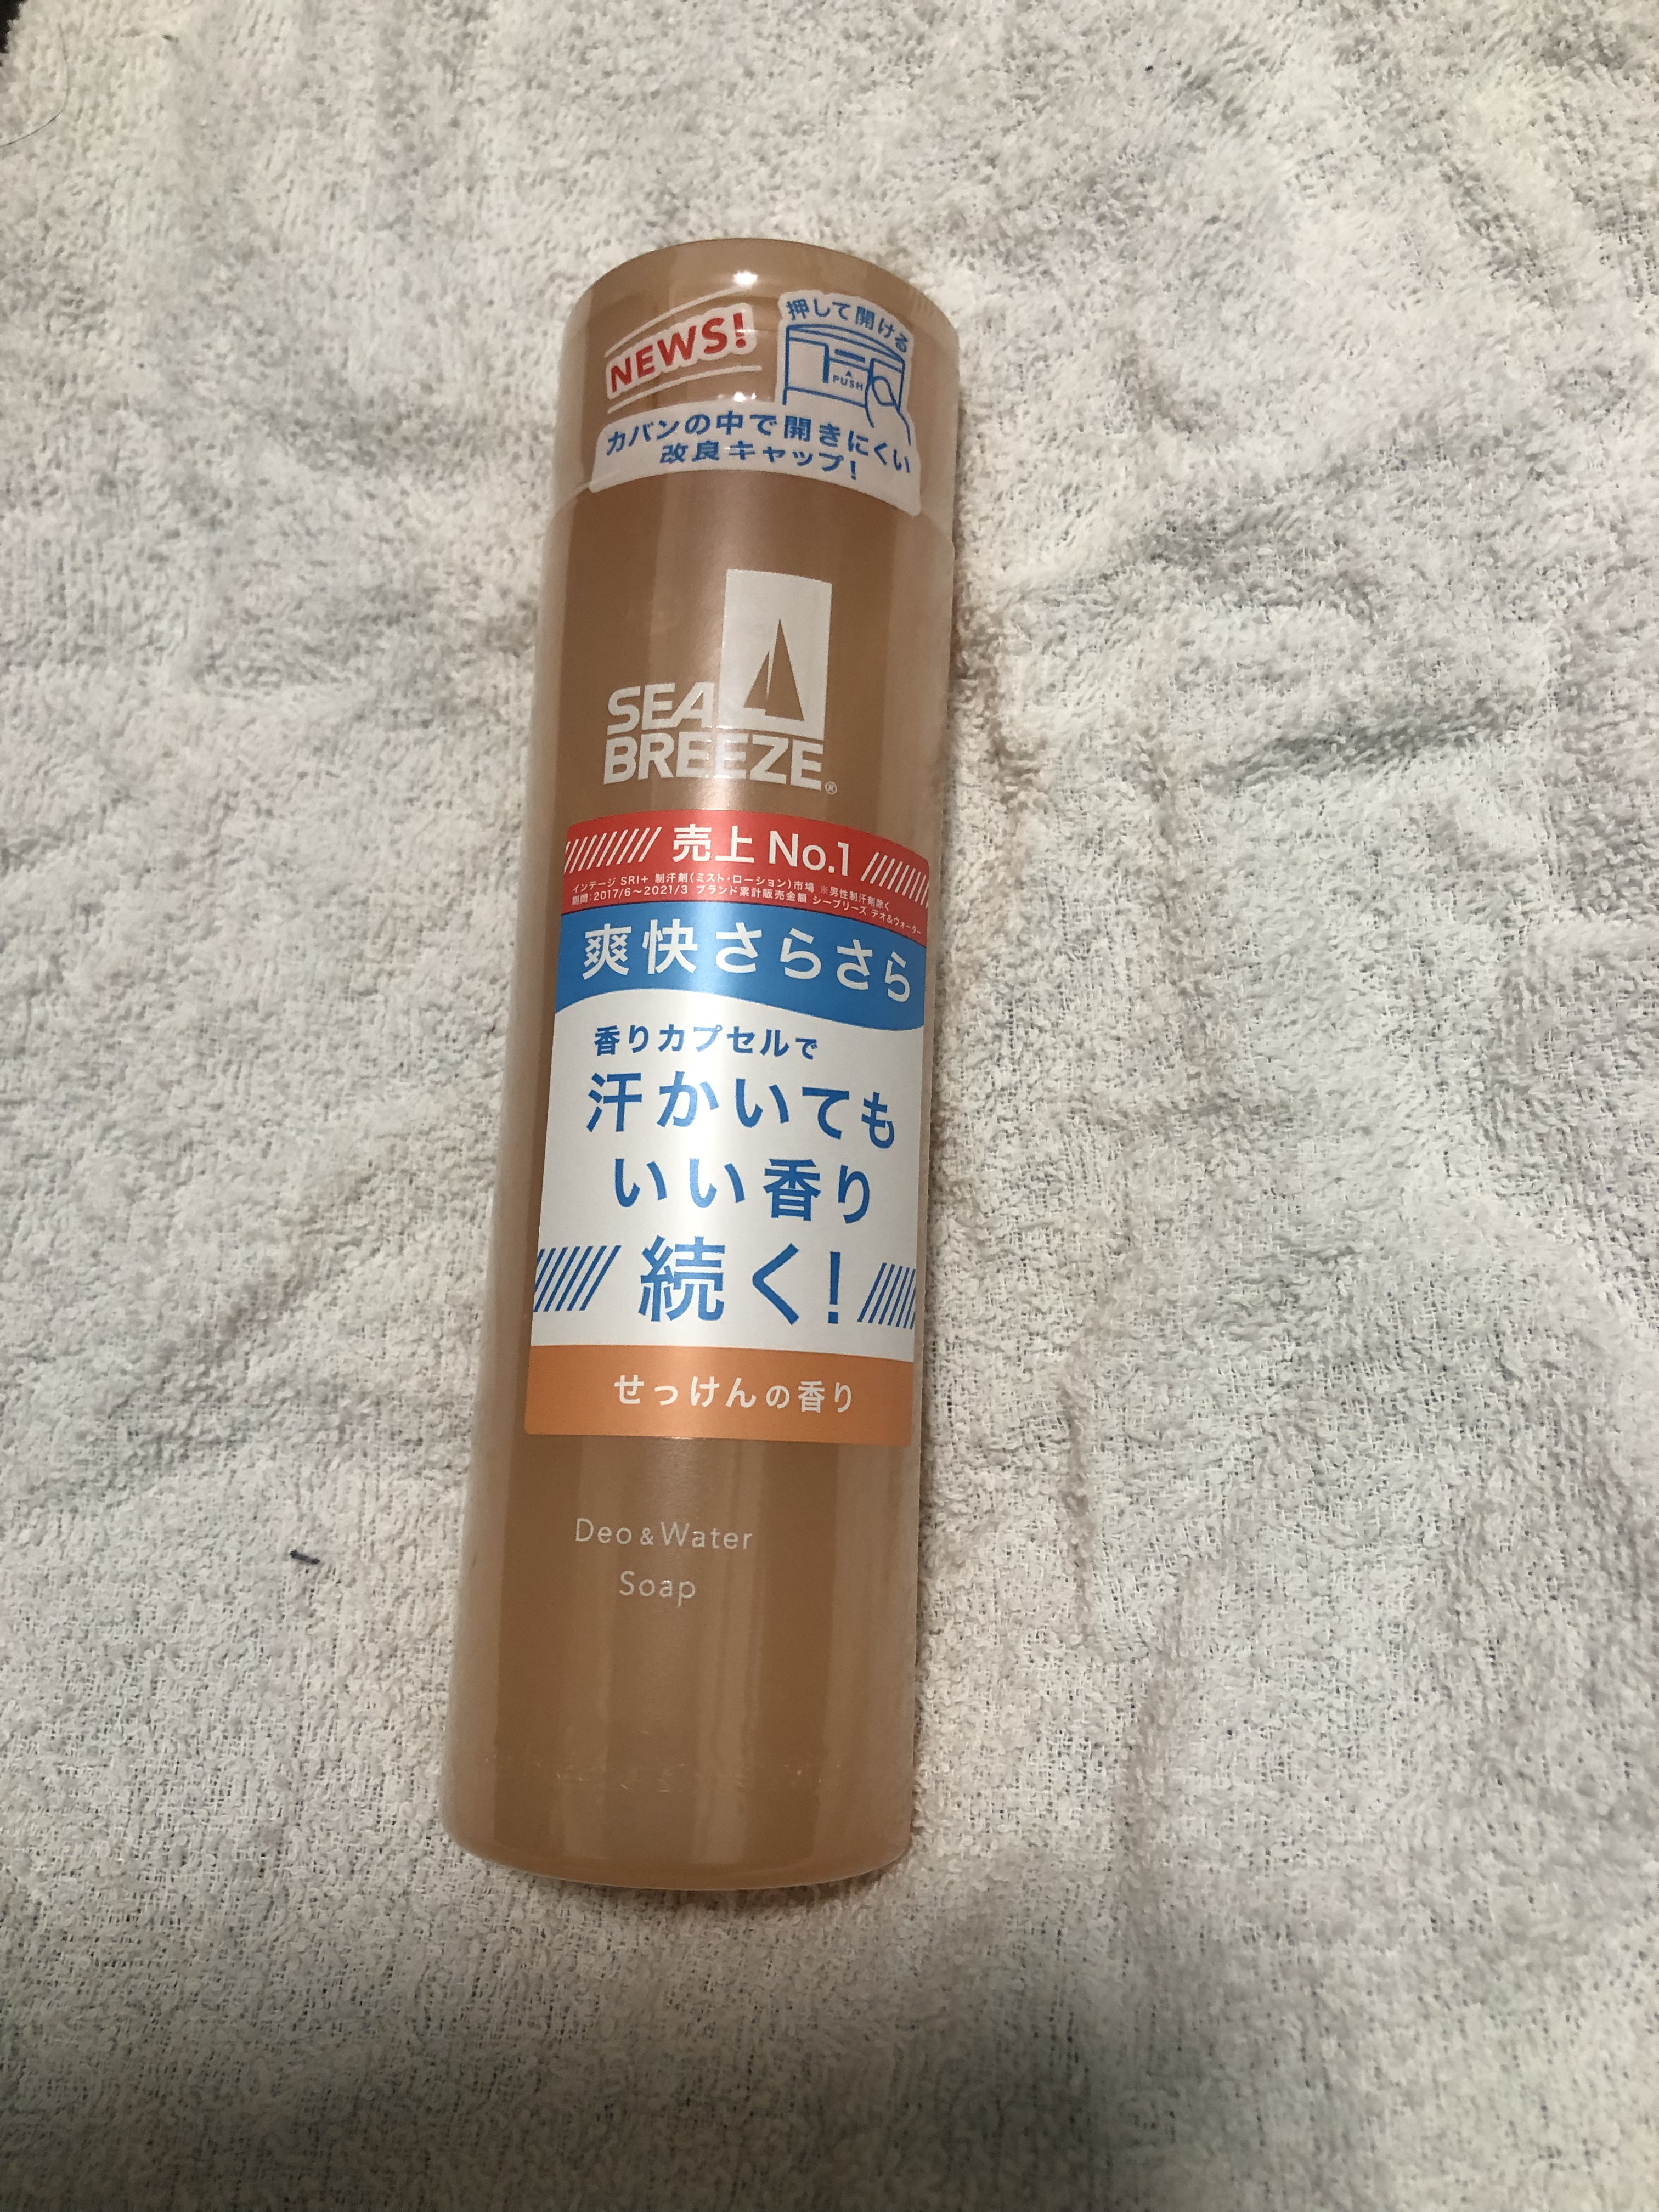 NEWS!
押して開ける
PUSH
カバンの中で開きにくい
改良キャップ!
SEA
BREEZE®
売上 No.1
インテージ SRI+ 制汗剤(ミスト・ローション)市場 ※男性制汗剤除く
期間:2017/6～2021/3 ブランド累計販売金額 シーブリーズ デオ&ウォーター
爽快さらさら
香りカプセルで
汗かいても
いい香り
続く!
せっけんの香り
Deo & Water
Soap